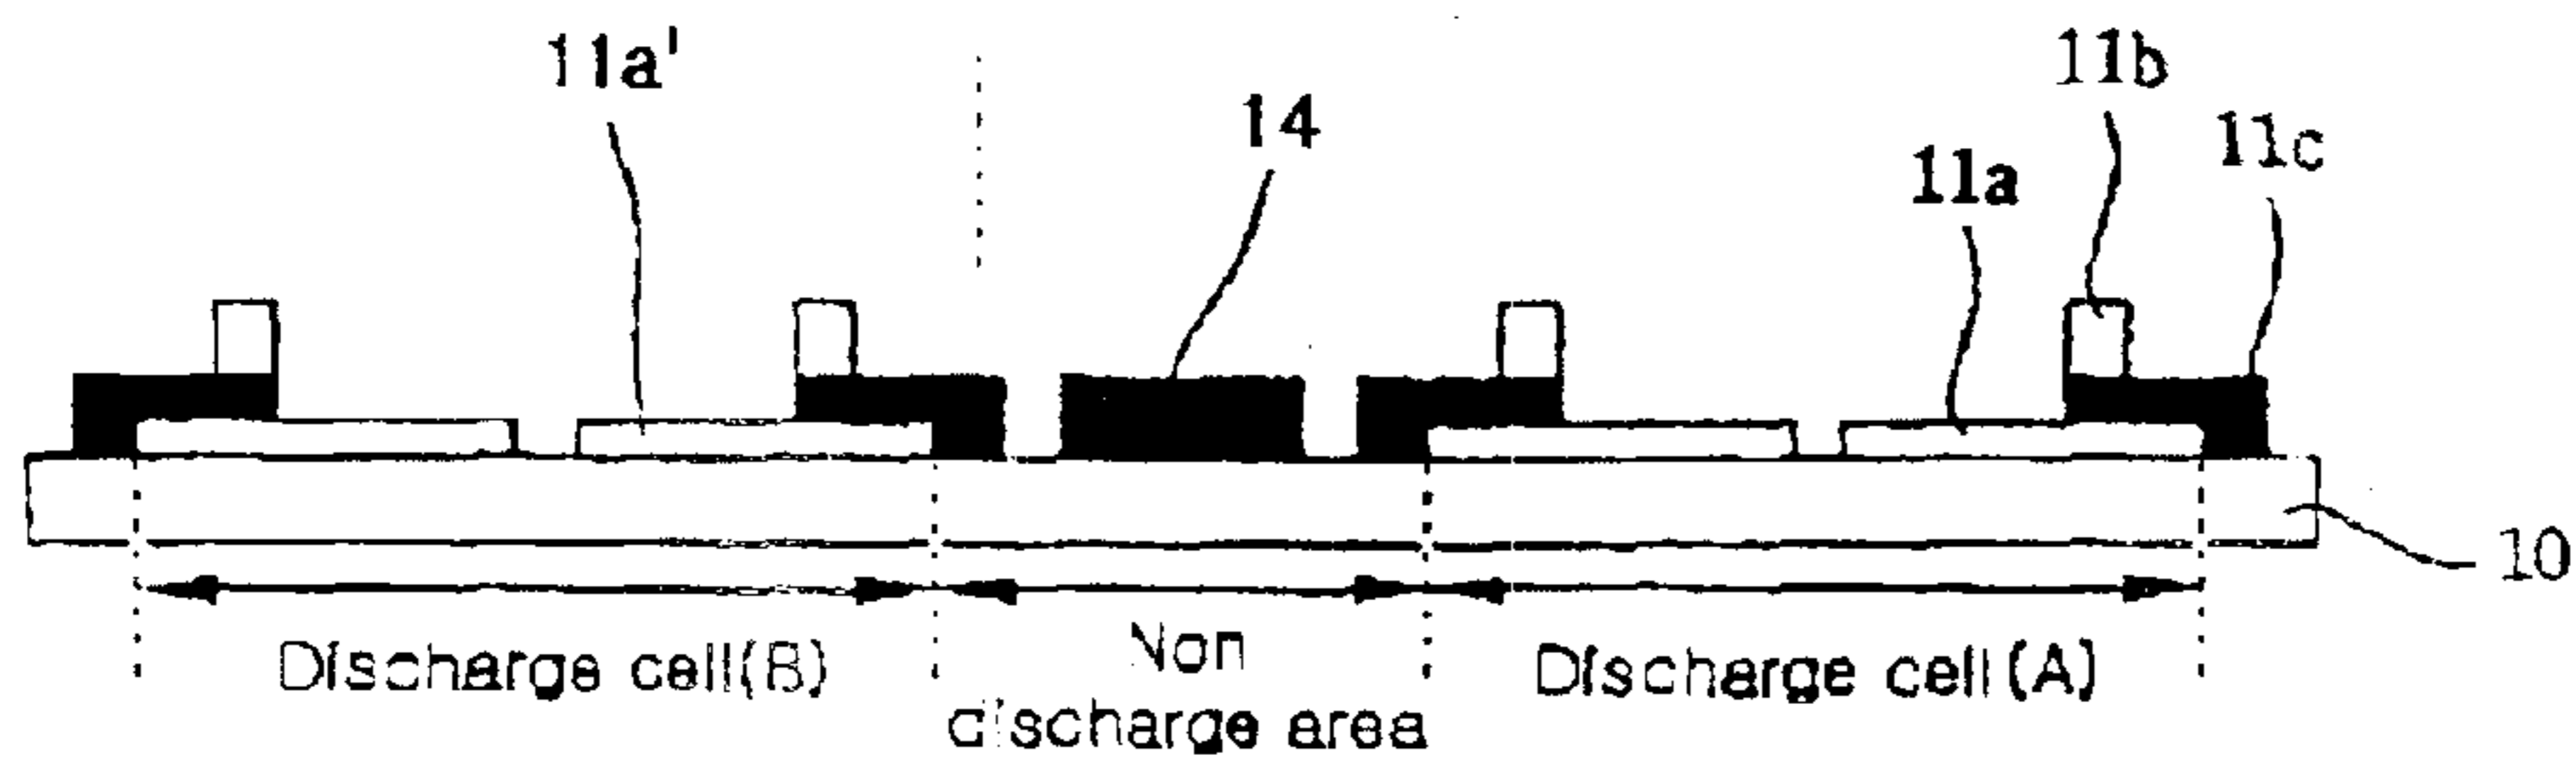 11a'
14
11b
11c
11a
10
Discharge cell(B)
Non
discharge area
Discharge cell(A)